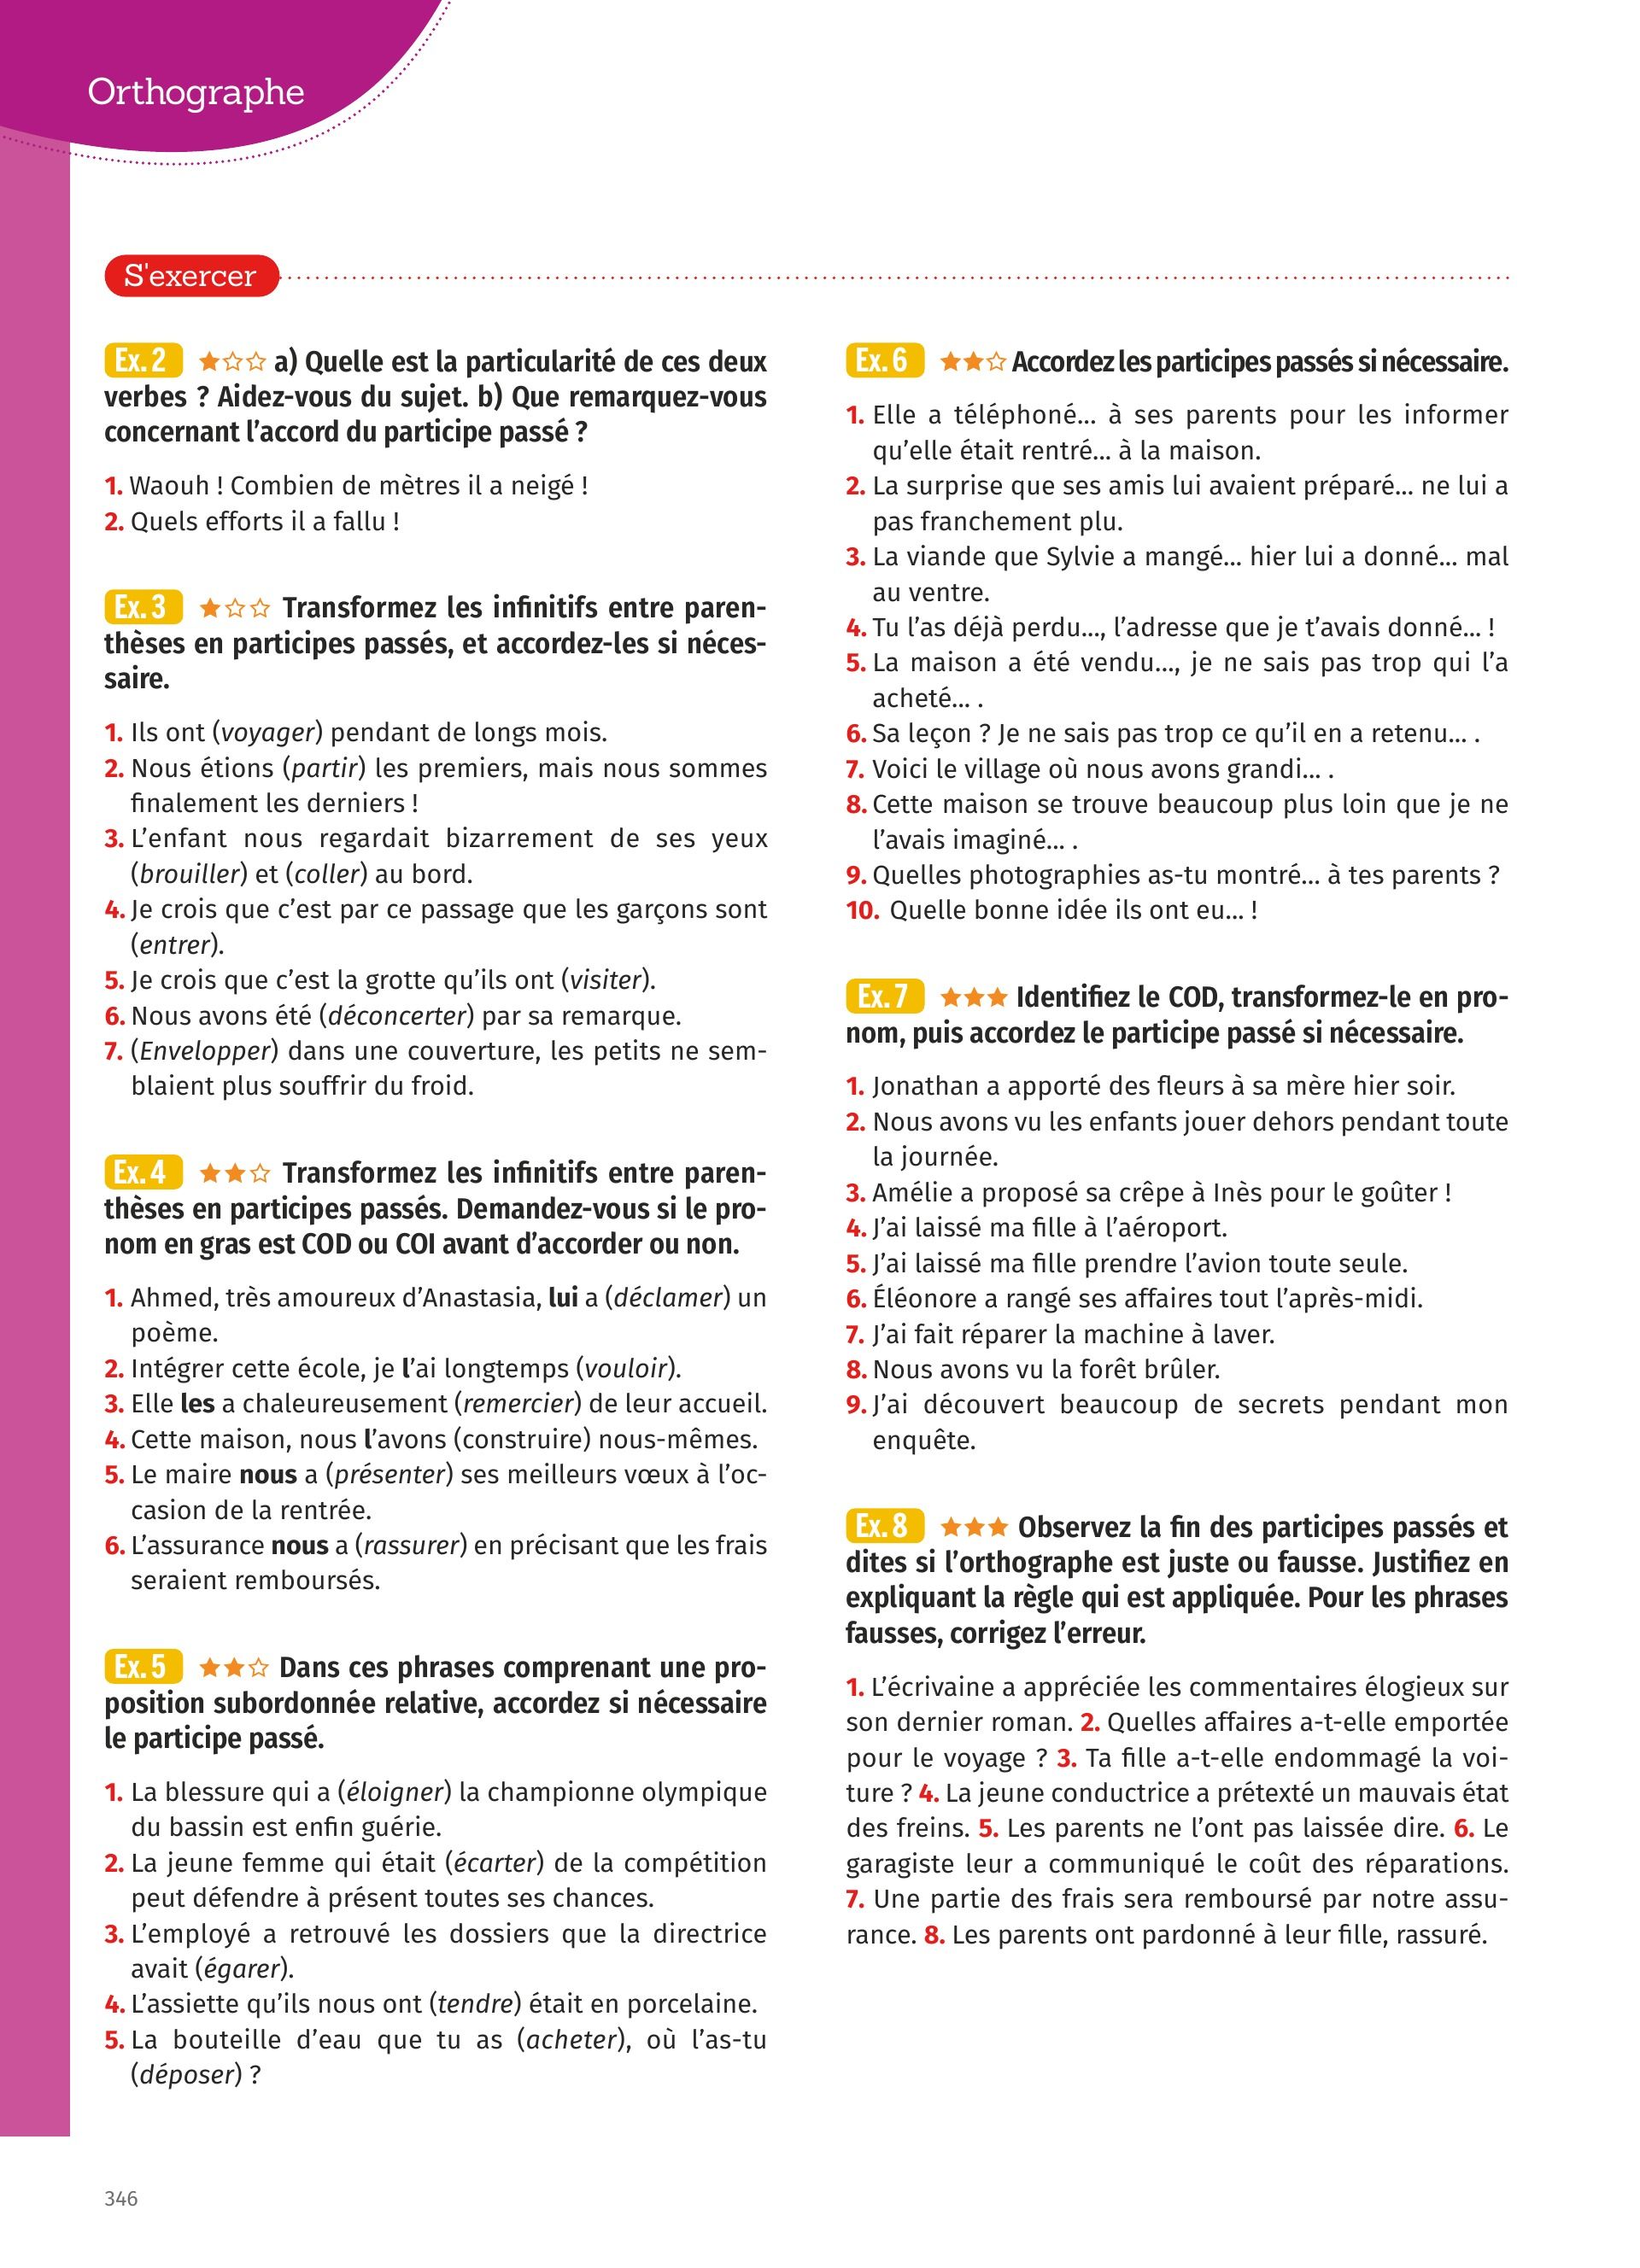 Orthographe
S'exercer
Ex. 2 ★☆☆ a) Quelle est la particularité de ces deux
verbes ? Aidez-vous du sujet. b) Que remarquez-vous
concernant l’accord du participe passé ?
1. Waouh ! Combien de mètres il a neigé !
2. Quels efforts il a fallu !
Ex. 3 ★☆☆ Transformez les infinitifs entre paren-
thèses en participes passés, et accordez-les si néces-
saire.
1. Ils ont (voyager) pendant de longs mois.
2. Nous étions (partir) les premiers, mais nous sommes
finalement les derniers !
3. L’enfant nous regardait bizarrement de ses yeux
(brouiller) et (coller) au bord.
4. Je crois que c’est par ce passage que les garçons sont
(entrer).
5. Je crois que c’est la grotte qu’ils ont (visiter).
6. Nous avons été (déconcerter) par sa remarque.
7. (Envelopper) dans une couverture, les petits ne sem-
blaient plus souffrir du froid.
Ex. 4 ★★☆ Transformez les infinitifs entre paren-
thèses en participes passés. Demandez-vous si le pro-
nom en gras est COD ou COI avant d’accorder ou non.
1. Ahmed, très amoureux d’Anastasia, lui a (déclamer) un
poème.
2. Intégrer cette école, je l’ai longtemps (vouloir).
3. Elle les a chaleureusement (remercier) de leur accueil.
4. Cette maison, nous l’avons (construire) nous-mêmes.
5. Le maire nous a (présenter) ses meilleurs vœux à l’oc-
casion de la rentrée.
6. L’assurance nous a (rassurer) en précisant que les frais
seraient remboursés.
Ex. 5 ★★☆ Dans ces phrases comprenant une pro-
position subordonnée relative, accordez si nécessaire
le participe passé.
1. La blessure qui a (éloigner) la championne olympique
du bassin est enfin guérie.
2. La jeune femme qui était (écarter) de la compétition
peut défendre à présent toutes ses chances.
3. L’employé a retrouvé les dossiers que la directrice
avait (égarer).
4. L’assiette qu’ils nous ont (tendre) était en porcelaine.
5. La bouteille d’eau que tu as (acheter), où l’as-tu
(déposer) ?
Ex. 6 ★★☆ Accordez les participes passés si nécessaire.
1. Elle a téléphoné... à ses parents pour les informer
qu’elle était rentré... à la maison.
2. La surprise que ses amis lui avaient préparé... ne lui a
pas franchement plu.
3. La viande que Sylvie a mangé... hier lui a donné... mal
au ventre.
4. Tu l’as déjà perdu..., l’adresse que je t’avais donné... !
5. La maison a été vendu..., je ne sais pas trop qui l’a
acheté... .
6. Sa leçon ? Je ne sais pas trop ce qu’il en a retenu... .
7. Voici le village où nous avons grandi... .
8. Cette maison se trouve beaucoup plus loin que je ne
l’avais imaginé... .
9. Quelles photographies as-tu montré... à tes parents ?
10. Quelle bonne idée ils ont eu... !
Ex. 7 ★★★ Identifiez le COD, transformez-le en pro-
nom, puis accordez le participe passé si nécessaire.
1. Jonathan a apporté des fleurs à sa mère hier soir.
2. Nous avons vu les enfants jouer dehors pendant toute
la journée.
3. Amélie a proposé sa crêpe à Inès pour le goûter !
4. J’ai laissé ma fille à l’aéroport.
5. J’ai laissé ma fille prendre l’avion toute seule.
6. Éléonore a rangé ses affaires tout l’après-midi.
7. J’ai fait réparer la machine à laver.
8. Nous avons vu la forêt brûler.
9. J’ai découvert beaucoup de secrets pendant mon
enquête.
Ex. 8 ★★★ Observez la fin des participes passés et
dites si l’orthographe est juste ou fausse. Justifiez en
expliquant la règle qui est appliquée. Pour les phrases
fausses, corrigez l’erreur.
1. L’écrivaine a appréciée les commentaires élogieux sur
son dernier roman. 2. Quelles affaires a-t-elle emportée
pour le voyage ? 3. Ta fille a-t-elle endommagé la voi-
ture ? 4. La jeune conductrice a prétexté un mauvais état
des freins. 5. Les parents ne l’ont pas laissée dire. 6. Le
garagiste leur a communiqué le coût des réparations.
7. Une partie des frais sera remboursé par notre assu-
rance. 8. Les parents ont pardonné à leur fille, rassuré.
346